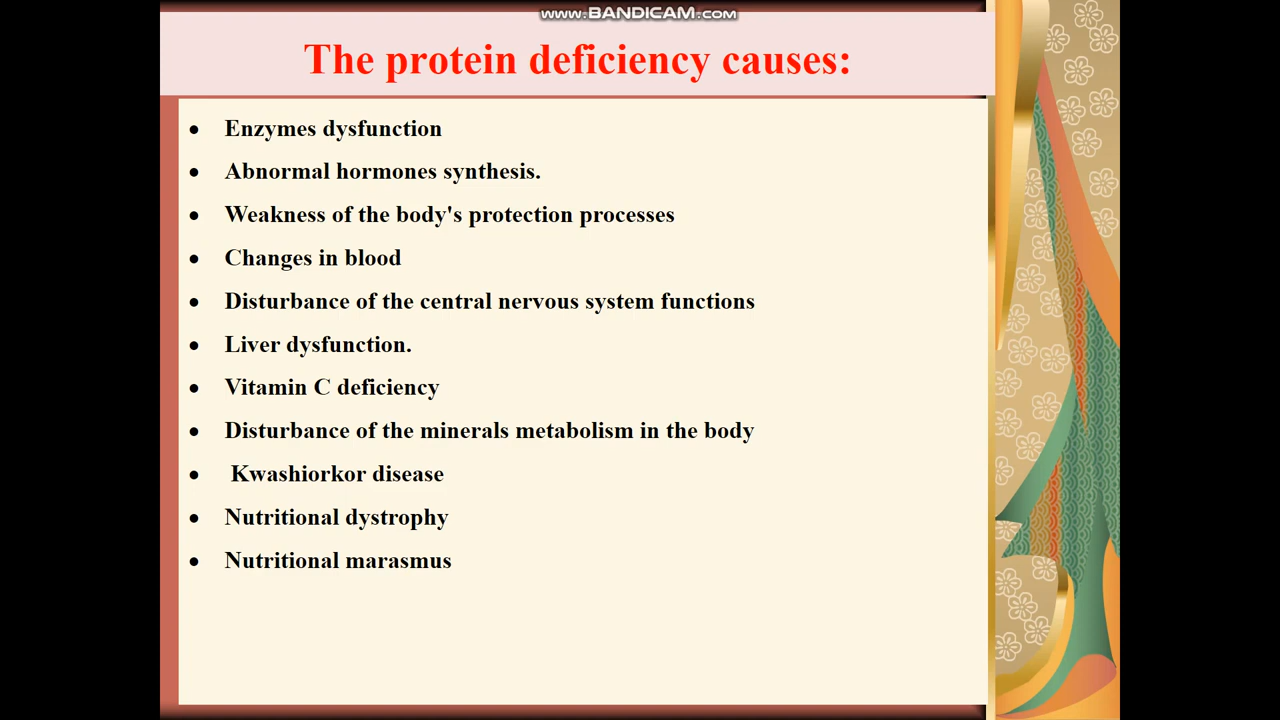 www.BANDICAM.com
The protein deficiency causes:
• Enzymes dysfunction
• Abnormal hormones synthesis.
• Weakness of the body's protection processes
• Changes in blood
• Disturbance of the central nervous system functions
• Liver dysfunction.
• Vitamin C deficiency
• Disturbance of the minerals metabolism in the body
• Kwashiorkor disease
• Nutritional dystrophy
• Nutritional marasmus